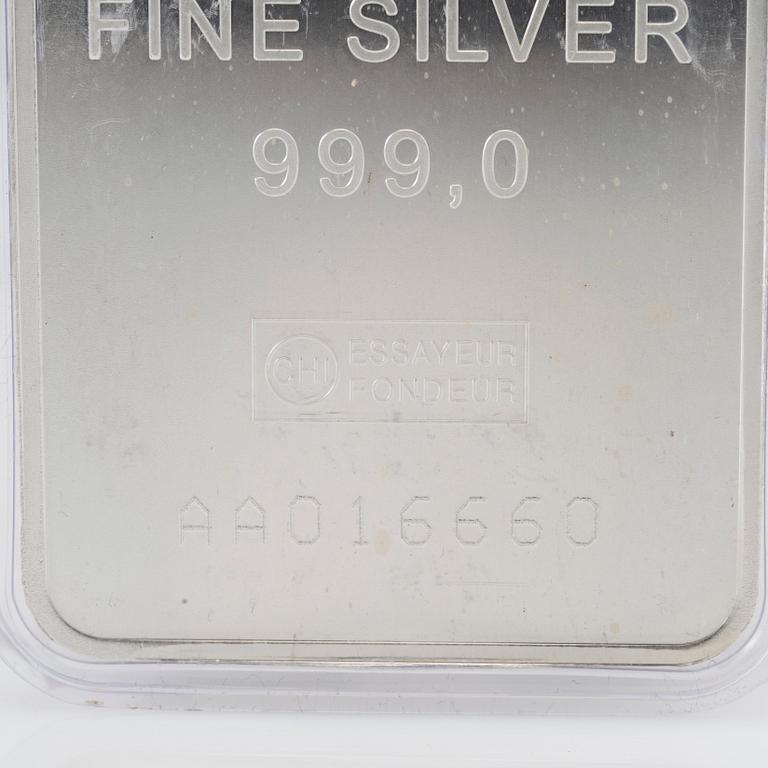 FINE SILVER
999,0
CHI ESSAYEUR
FONDEUR
AA016660